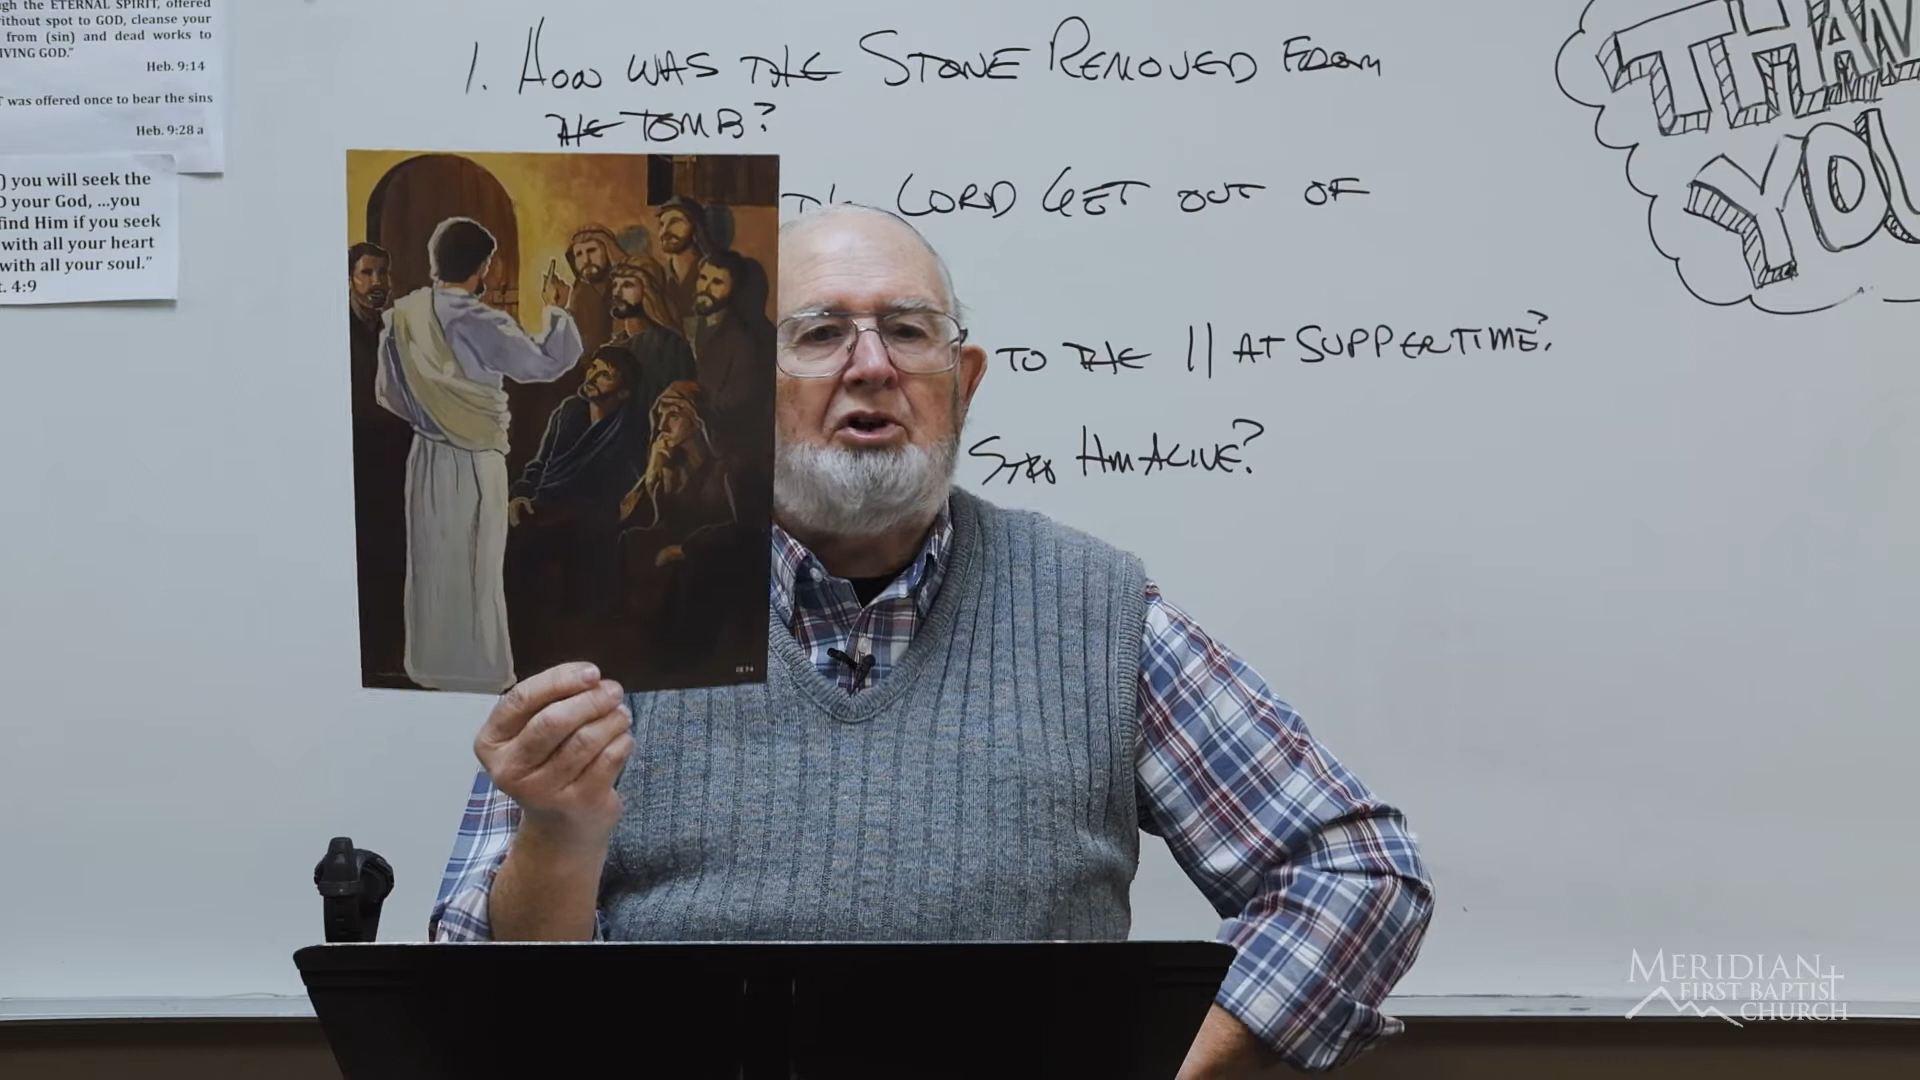 gh the ETERNAL SPIRIT, offered
ithout spot to GOD, cleanse your
from (sin) and dead works to
IVING GOD."
Heb. 9:14
T was offered once to bear the sins
Heb. 9:28 a
) you will seek the
D your God, ...you
find Him if you seek
with all your heart
with all your soul."
t. 4:9
1. HOW WAS THE STONE REMOVED FROM
THE TOMB?
LORD GET OUT OF
TO THE 11 AT SUPPERTIME?
HIM ALIVE?
THAN
YOU
MERIDIAN
FIRST BAPTIST
CHURCH